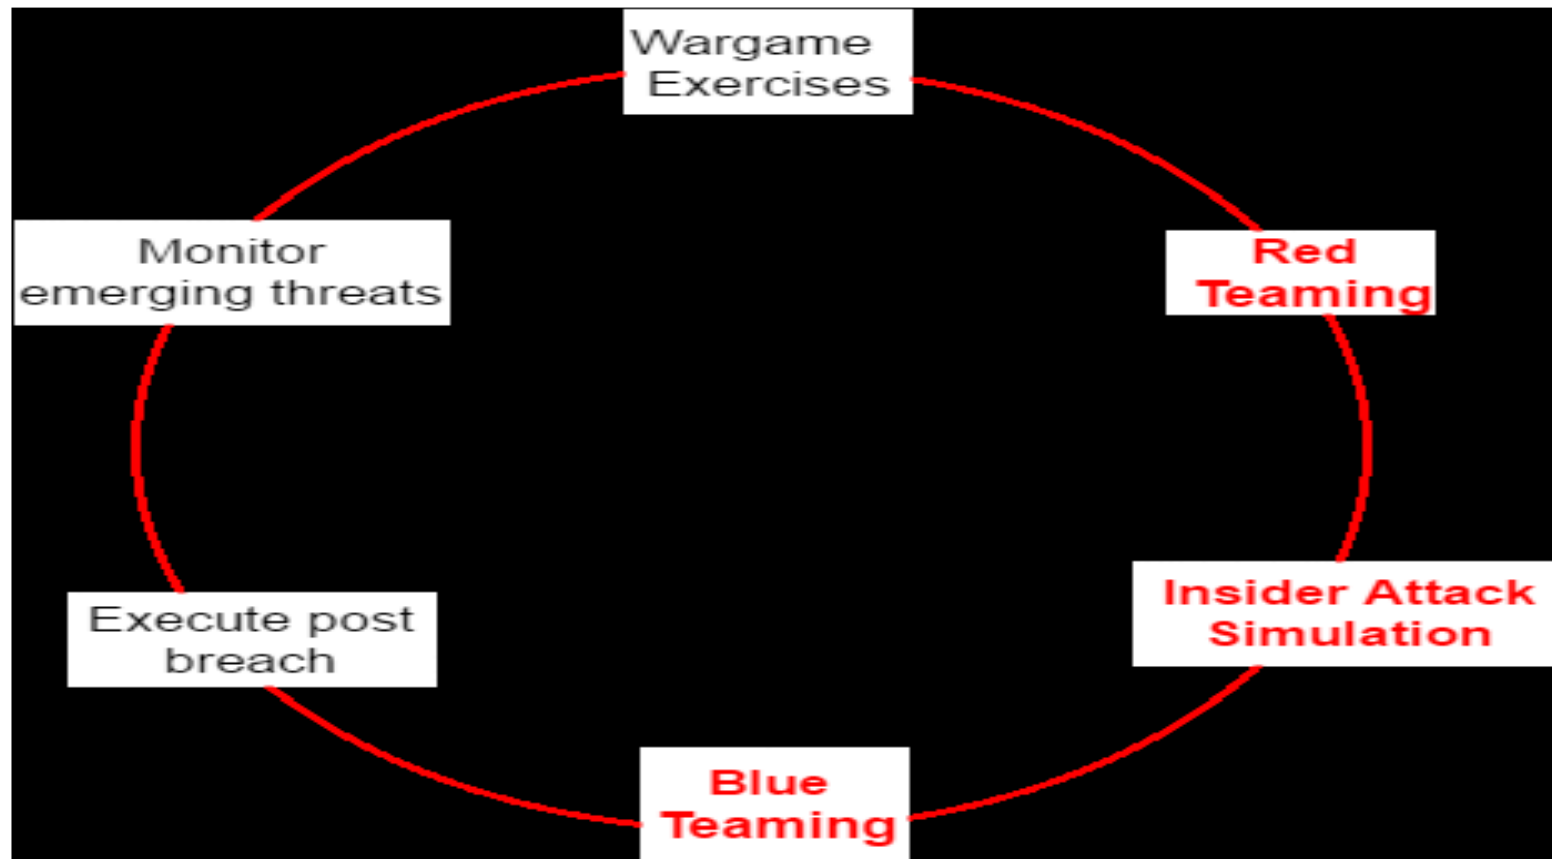 Wargame
Exercises
Red
Teaming
Insider Attack
Simulation
Blue
Teaming
Execute post
breach
Monitor
emerging threats